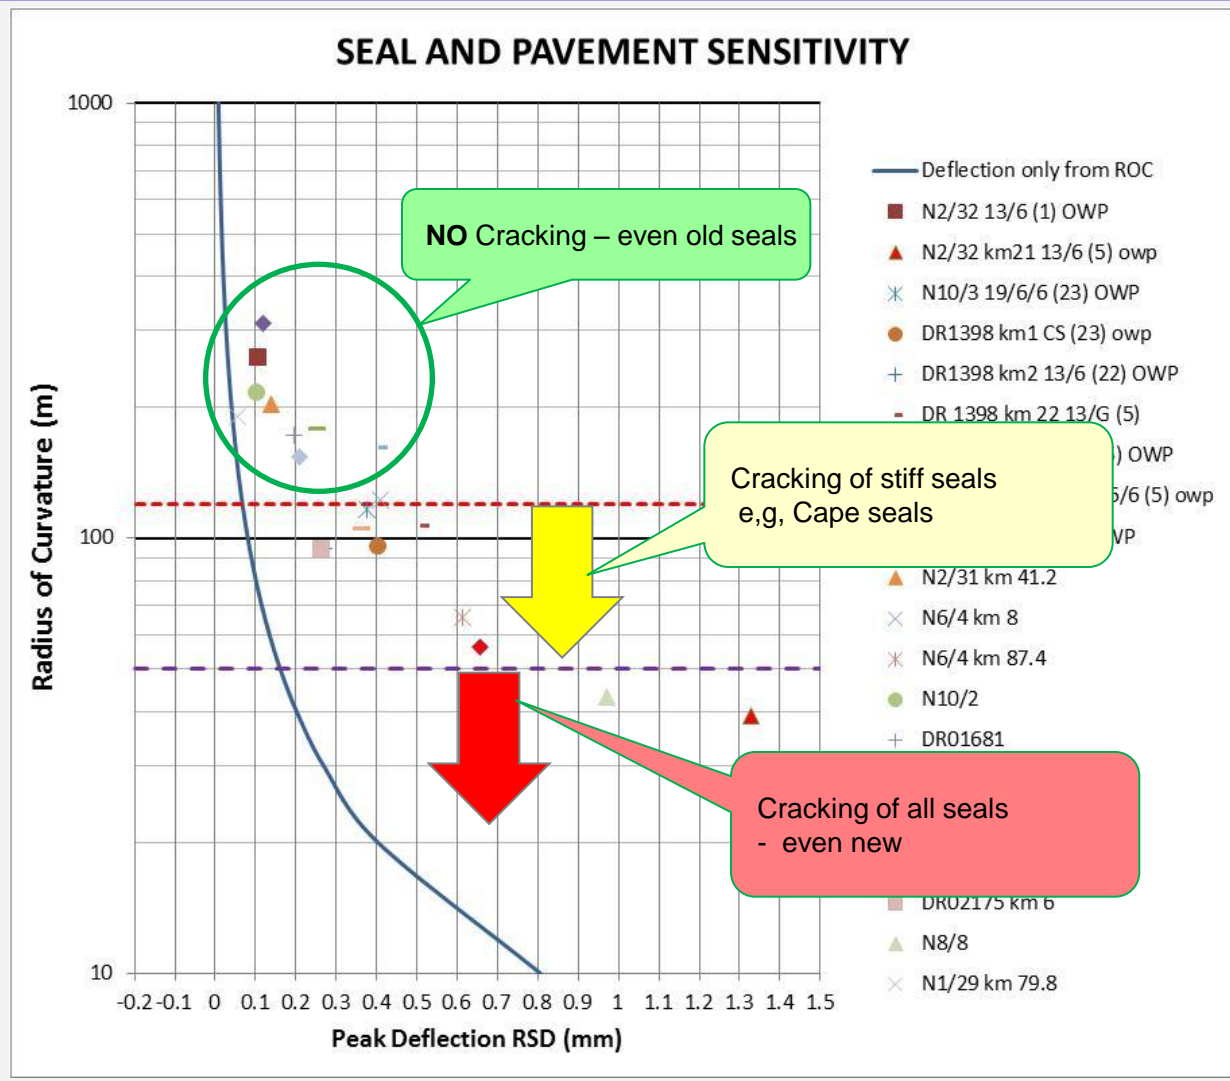 SEAL AND PAVEMENT SENSITIVITY
1000
100
10
Radius of Curvature (m)
-0.2 -0.1 0 0.1 0.2 0.3 0.4 0.5 0.6 0.7 0.8 0.9 1 1.1 1.2 1.3 1.4 1.5
Peak Deflection RSD (mm)
NO Cracking – even old seals
Cracking of stiff seals
e,g, Cape seals
Cracking of all seals
- even new
Deflection only from ROC
N2/32 13/6 (1) OWP
N2/32 km21 13/6 (5) owp
N10/3 19/6/6 (23) OWP
DR1398 km1 CS (23) owp
DR1398 km2 13/6 (22) OWP
DR 1398 km 22 13/G (5)
) OWP
/6 (5) owp
WP
N2/31 km 41.2
N6/4 km 8
N6/4 km 87.4
N10/2
DR01681
DR02175 km 6
N8/8
N1/29 km 79.8